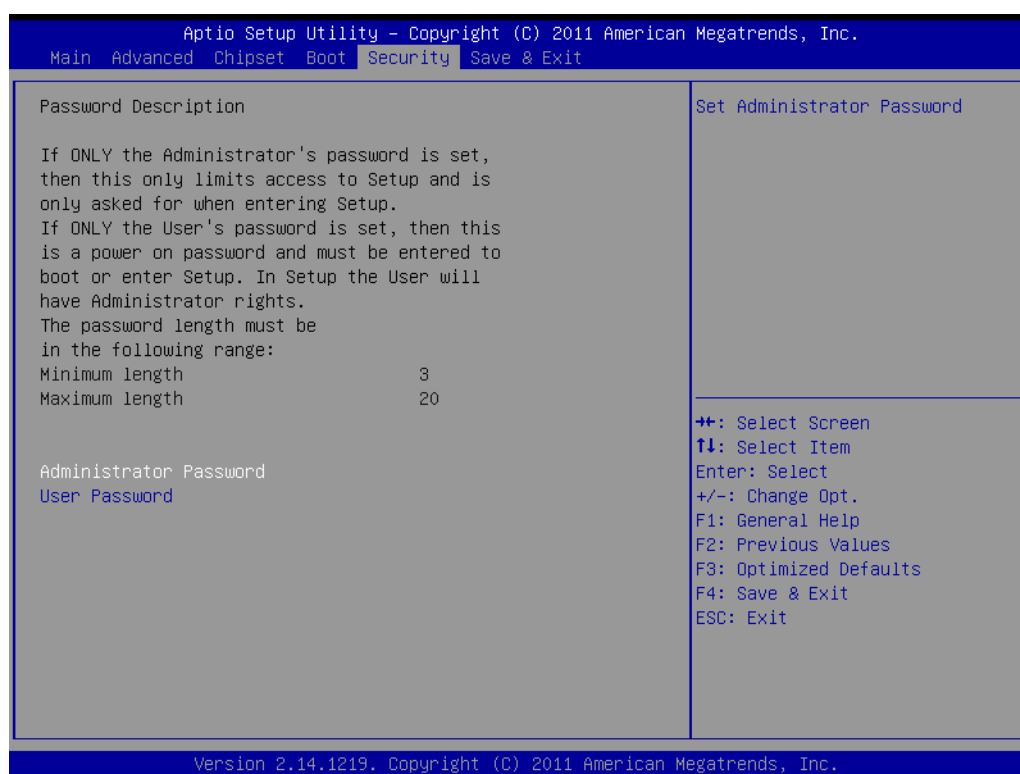 Aptio Setup Utility – Copyright (C) 2011 American Megatrends, Inc.
Main Advanced Chipset Boot Security Save & Exit
Password Description
If ONLY the Administrator's password is set,
then this only limits access to Setup and is
only asked for when entering Setup.
If ONLY the User's password is set, then this
is a power on password and must be entered to
boot or enter Setup. In Setup the User will
have Administrator rights.
The password length must be
in the following range:
Minimum length 3
Maximum length 20
Administrator Password
User Password
Set Administrator Password
→←: Select Screen
↑↓: Select Item
Enter: Select
+/-: Change Opt.
F1: General Help
F2: Previous Values
F3: Optimized Defaults
F4: Save & Exit
ESC: Exit
Version 2.14.1219. Copyright (C) 2011 American Megatrends, Inc.